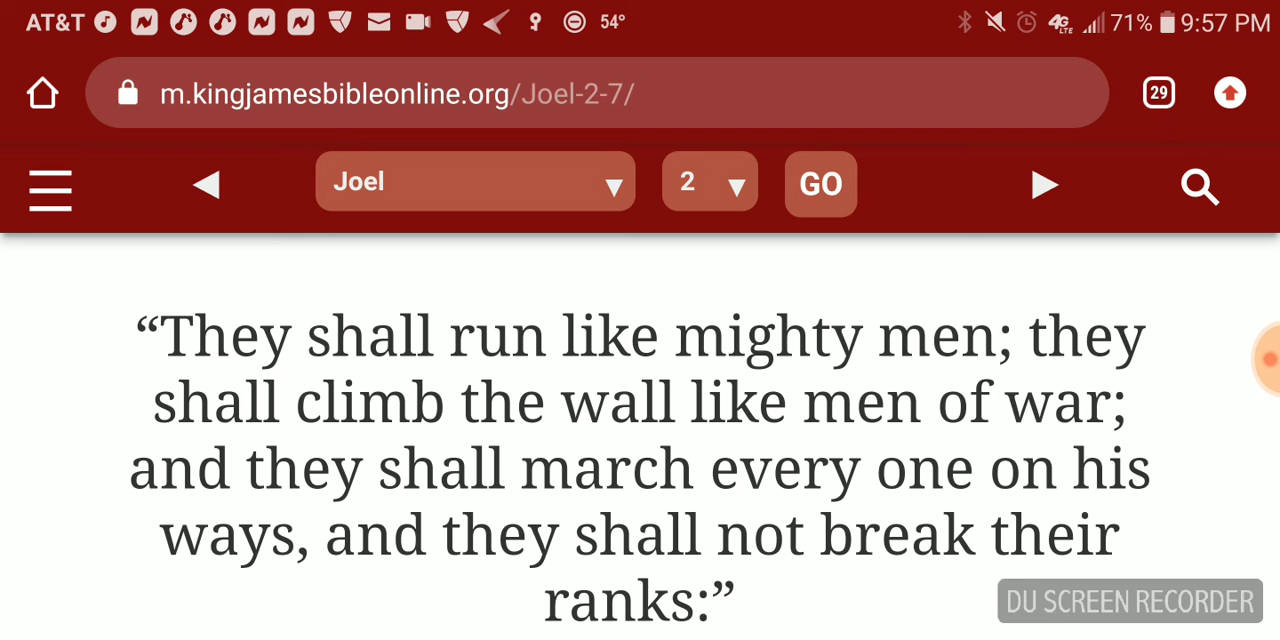 AT&T 54° 4G LTE 71% 9:57 PM
m.kingjamesbibleonline.org/Joel-2-7/ 29
Joel 2 GO
“They shall run like mighty men; they
shall climb the wall like men of war;
and they shall march every one on his
ways, and they shall not break their
ranks:”
DU SCREEN RECORDER